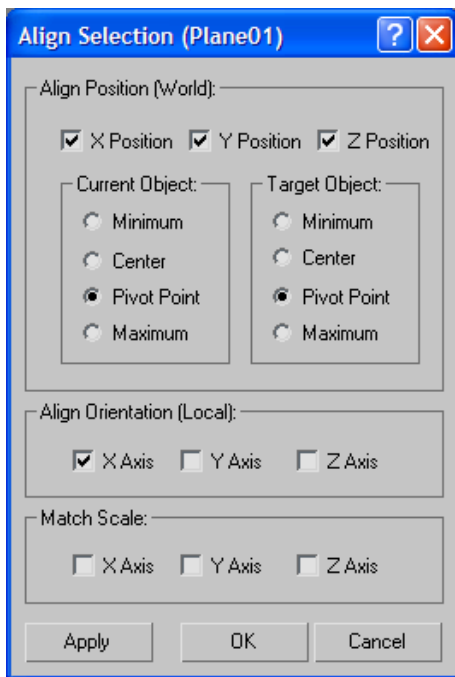 Align Selection (Plane01)
Align Position (World):
X Position Y Position Z Position
Current Object: Target Object:
Minimum Minimum
Center Center
Pivot Point Pivot Point
Maximum Maximum
Align Orientation (Local):
X Axis Y Axis Z Axis
Match Scale:
X Axis Y Axis Z Axis
Apply OK Cancel